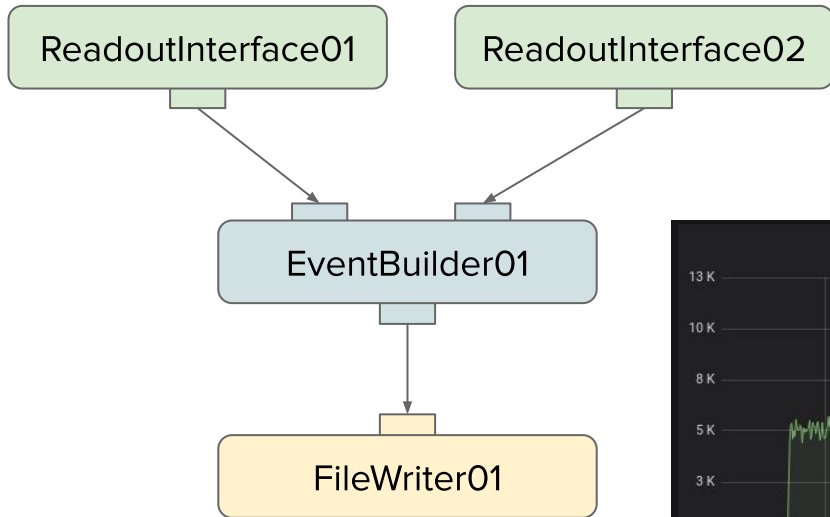 ReadoutInterface01
ReadoutInterface02
EventBuilder01
FileWriter01
13 K
10 K
8 K
5 K
3 K